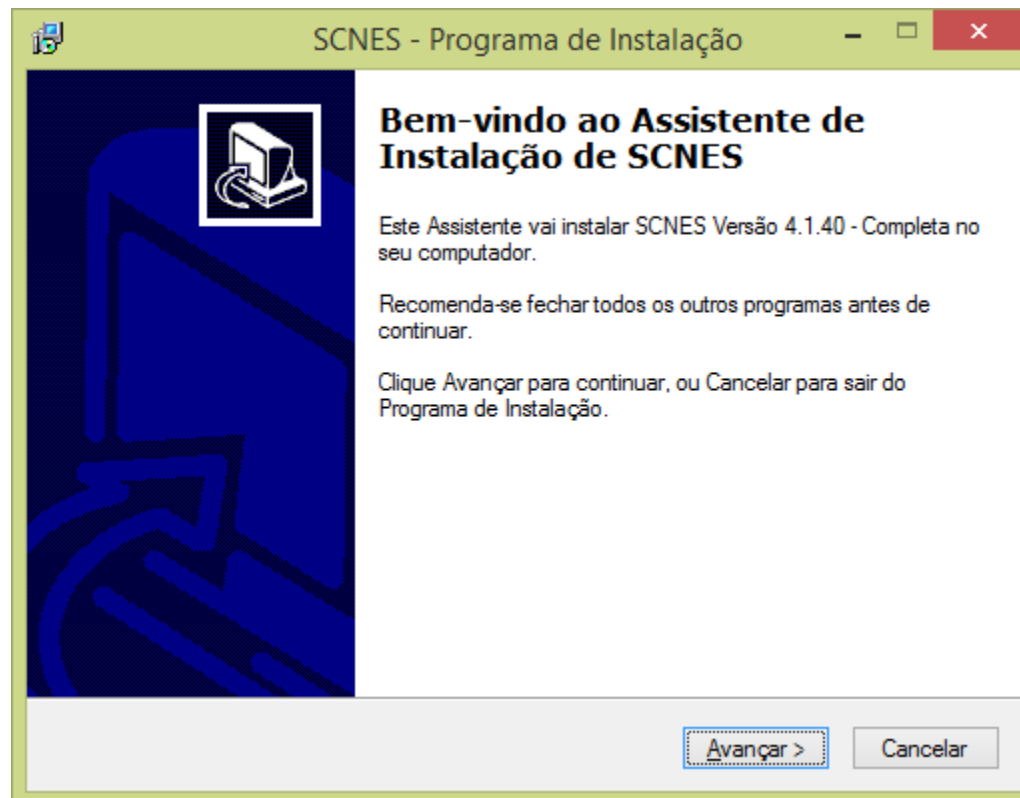 SCNES - Programa de Instalação
Bem-vindo ao Assistente de
Instalação de SCNES
Este Assistente vai instalar SCNES Versão 4.1.40 - Completa no
seu computador.
Recomenda-se fechar todos os outros programas antes de
continuar.
Clique Avançar para continuar, ou Cancelar para sair do
Programa de Instalação.
Avançar >
Cancelar